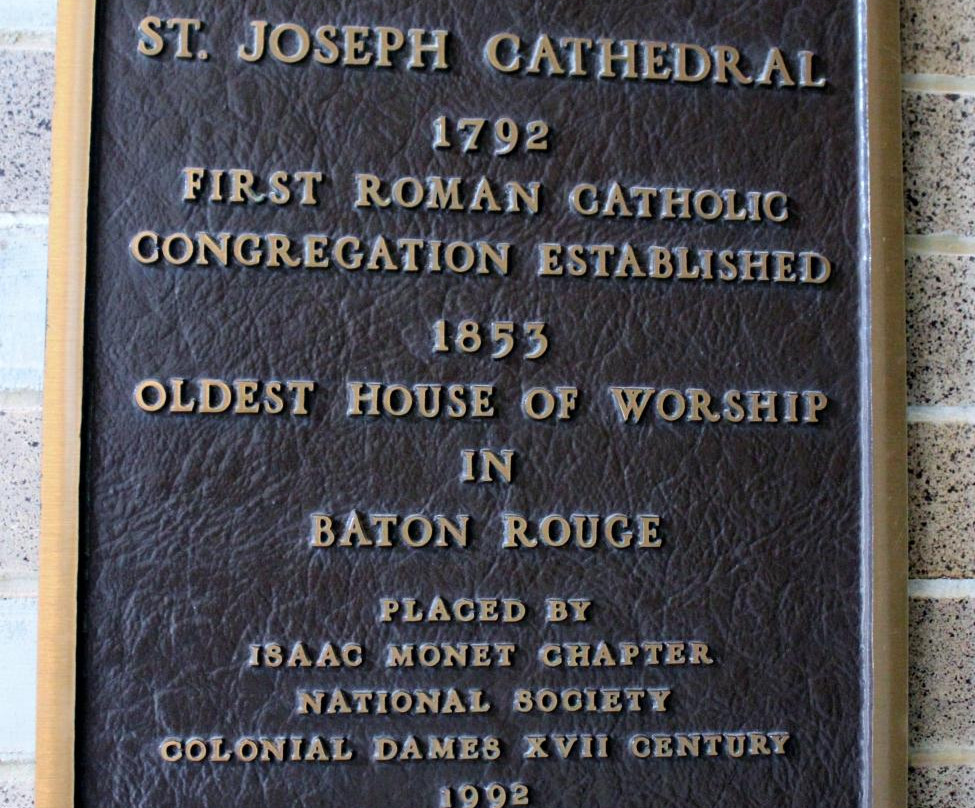 ST. JOSEPH CATHEDRAL
1792
FIRST ROMAN CATHOLIC
CONGREGATION ESTABLISHED
1853
OLDEST HOUSE OF WORSHIP
IN
BATON ROUGE
PLACED BY
ISAAC MONET CHAPTER
NATIONAL SOCIETY
COLONIAL DAMES XVII CENTURY
1992